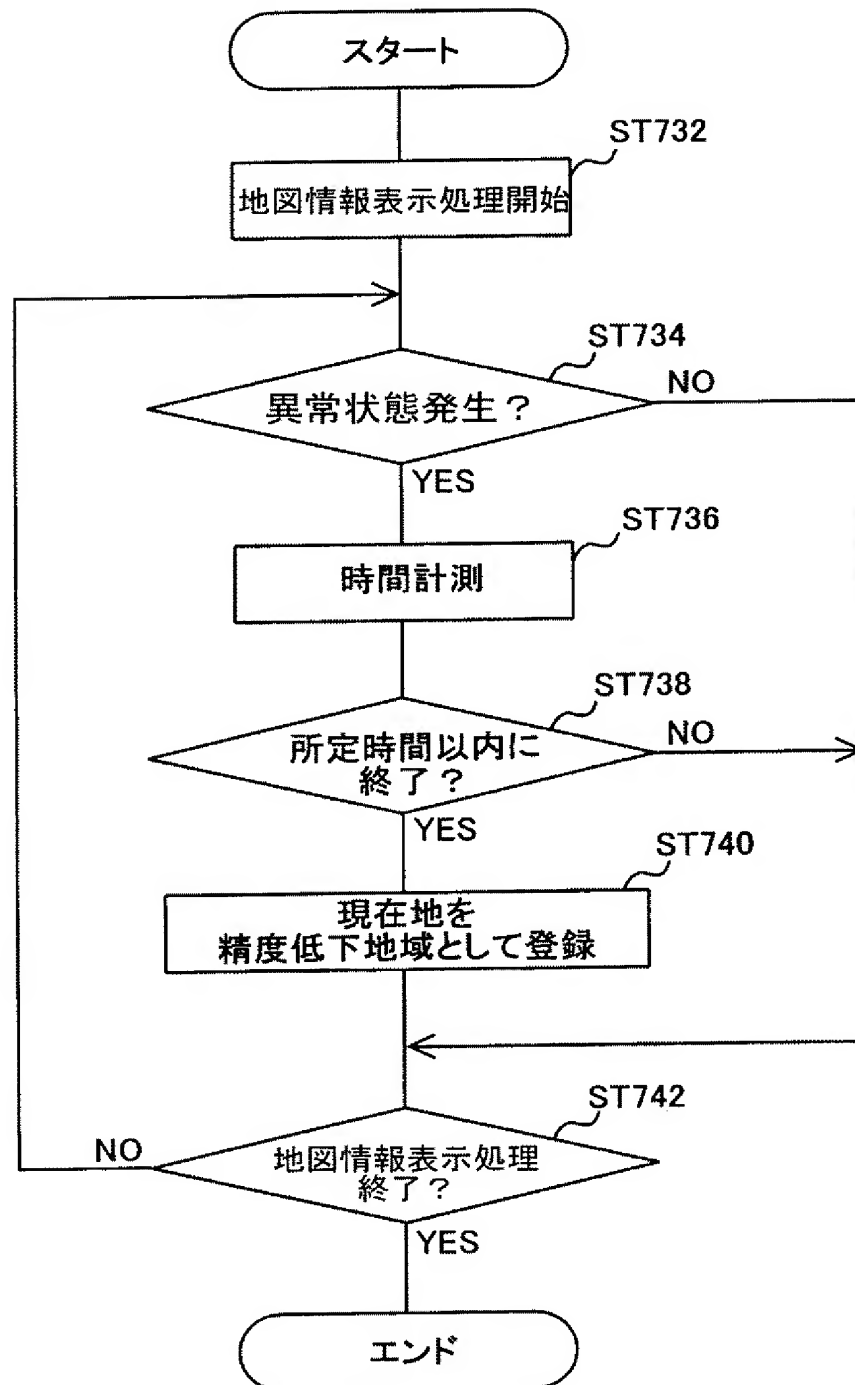 スタート
ST732
地図情報表示処理開始
ST734
異常状態発生？
NO
YES
ST736
時間計測
ST738
所定時間以内に
終了？
NO
YES
ST740
現在地を
精度低下地域として登録
ST742
地図情報表示処理
終了？
NO
YES
エンド